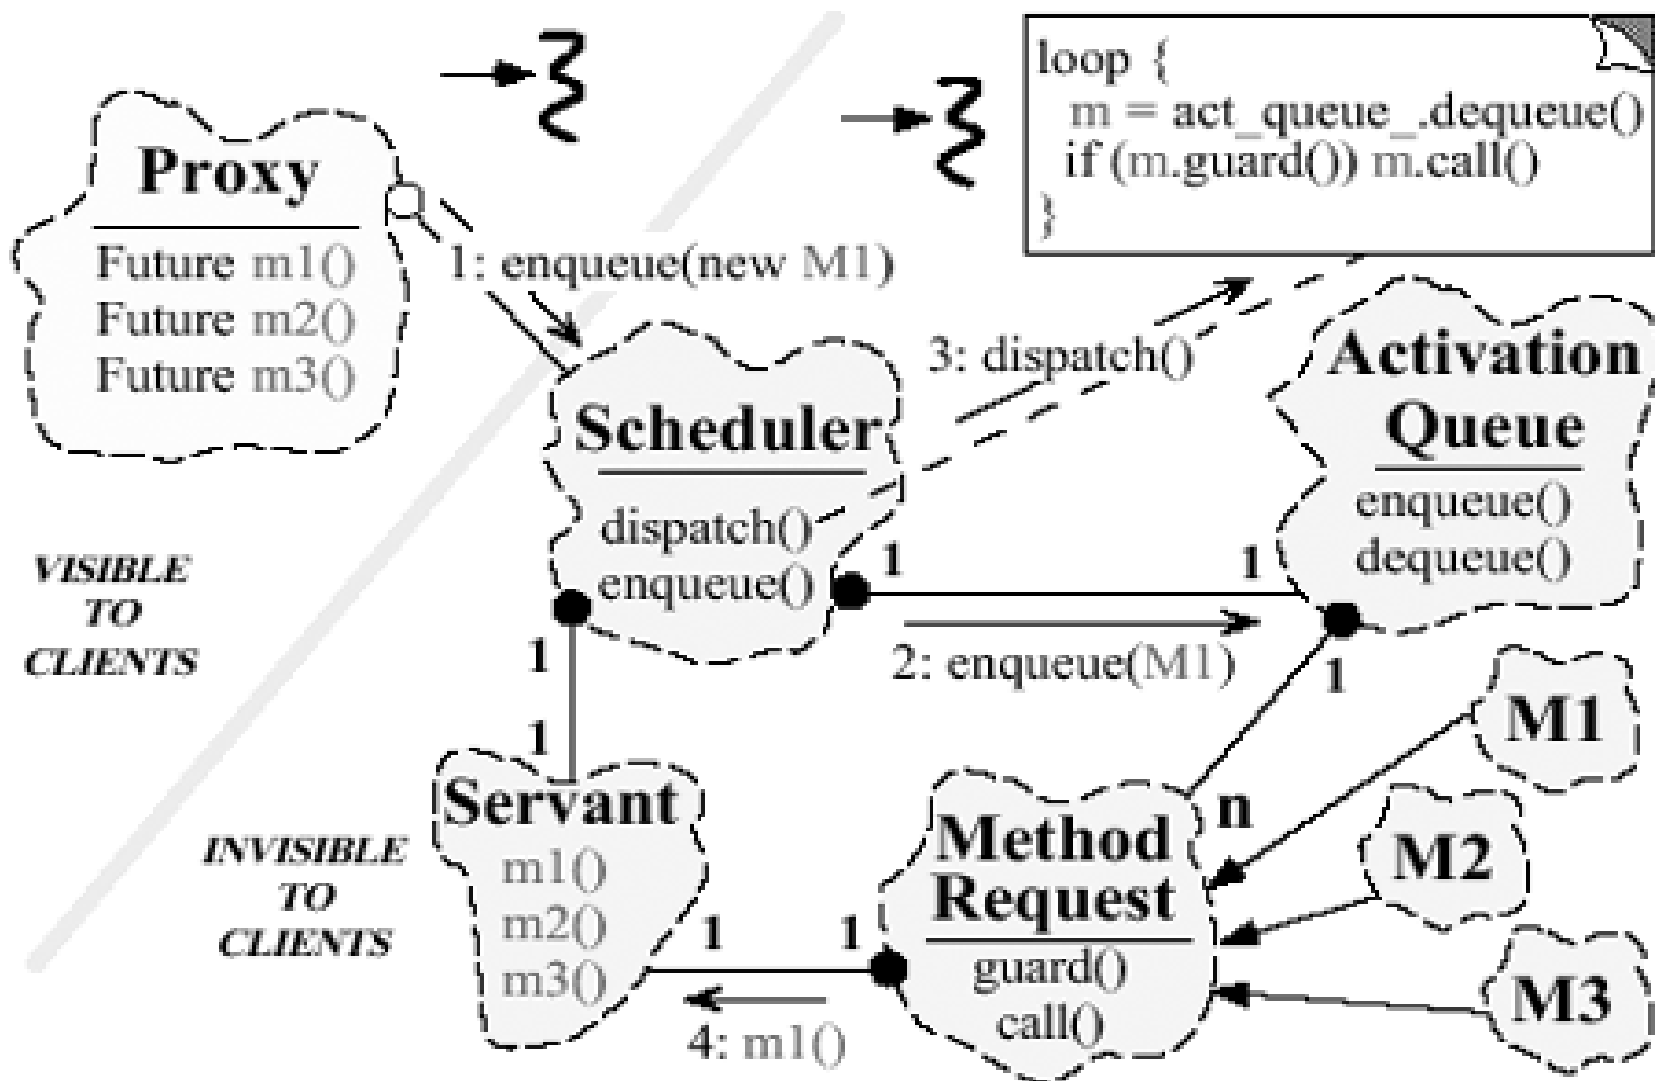 loop {
m = act_queue_.dequeue()
if (m.guard()) m.call()
}
Proxy
Future m1()
Future m2()
Future m3()
1: enqueue(new M1)
3: dispatch()
Activation
Queue
enqueue()
dequeue()
Scheduler
dispatch()
enqueue()
1
1
2: enqueue(M1)
VISIBLE
TO
CLIENTS
1
1
1
n
M1
M2
M3
Servant
m1()
m2()
m3()
INVISIBLE
TO
CLIENTS
Method
Request
guard()
call()
1
1
4: m1()